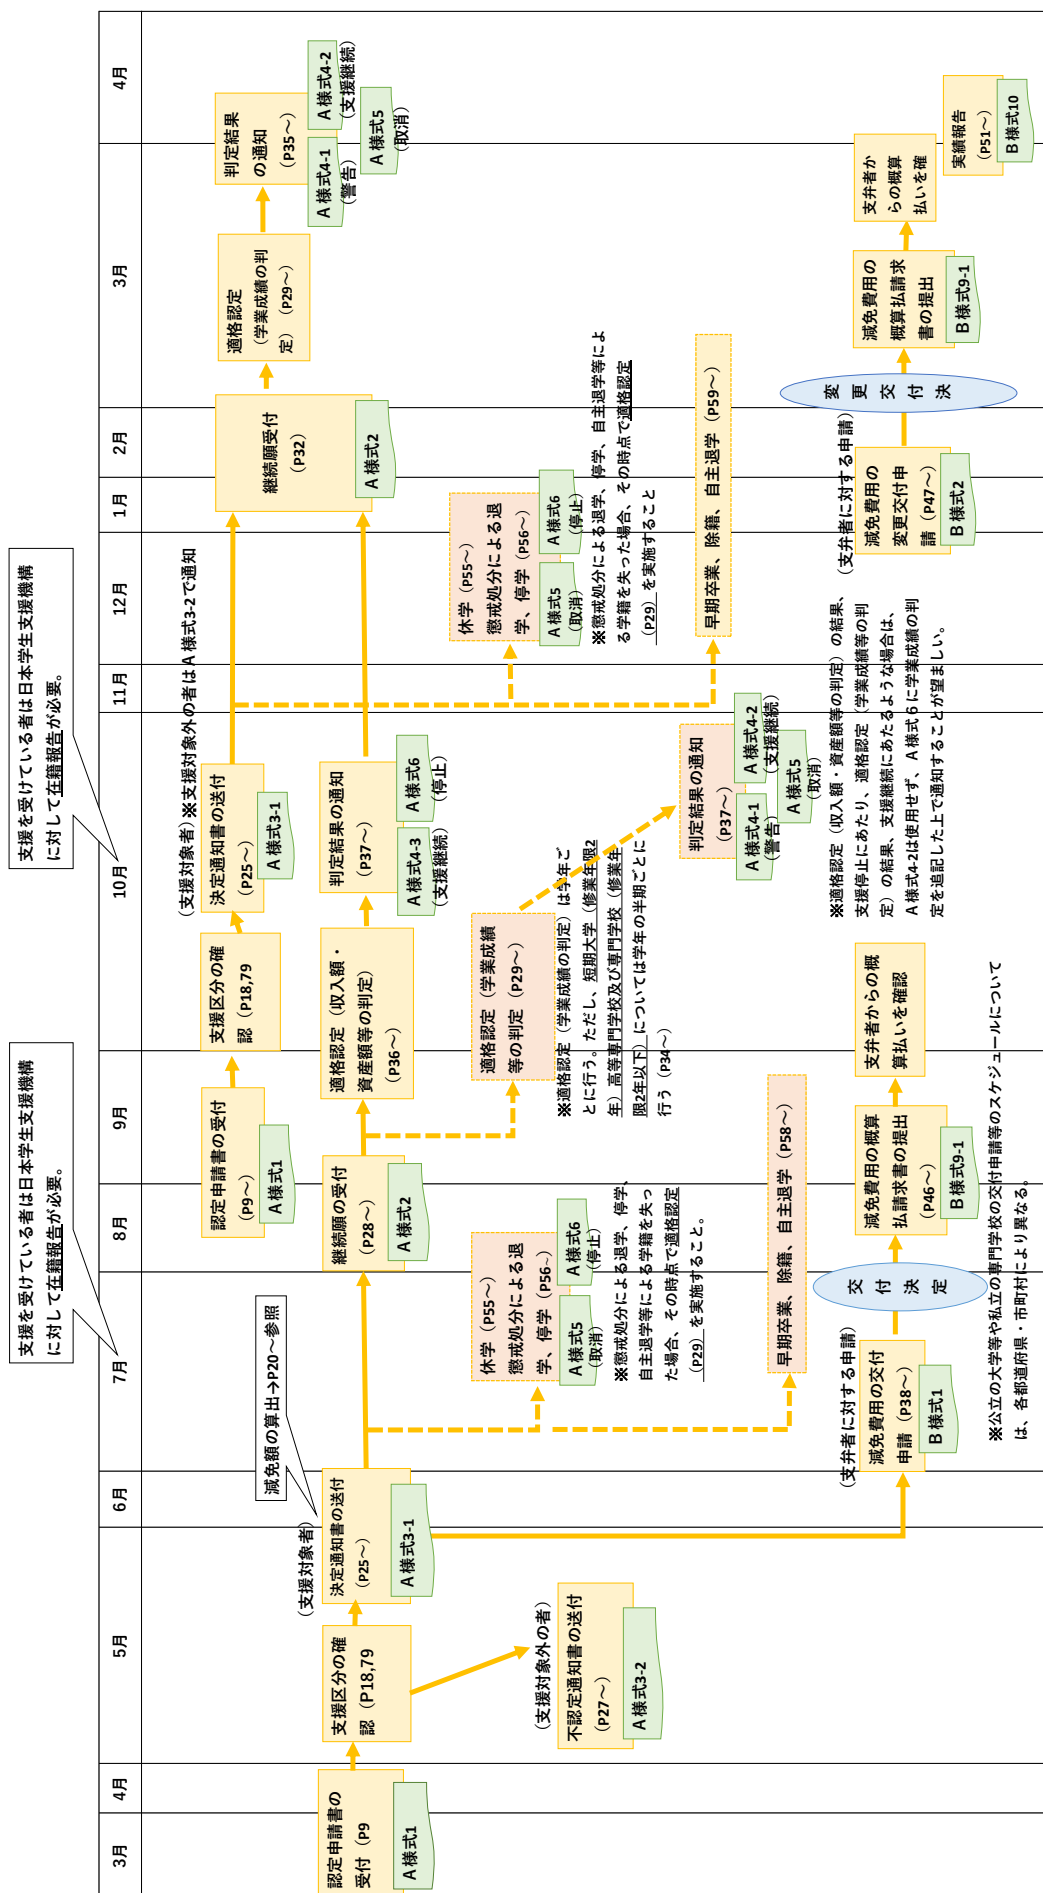 支援を受けている者は日本学生支援機構
に対して在籍報告が必要。
支援を受けている者は日本学生支援機構
に対して在籍報告が必要。
3月
4月
5月
6月
7月
8月
9月
10月
11月
12月
1月
2月
3月
4月
認定申請書の受付
(P9～)
A様式1
支援区分の確
認（P18,79
(支援対象者)※支援対象外の者はA様式3-2で通知
決定通知書の送付
(P25～)
A様式3-1
継続願受付
(P32)
A様式2
適格認定
(学業成績の判
定）(P29～)
判定結果
の通知
(P35～)
A様式4-1
(警告)
A様式4-2
(支援継続)
A様式5
(取消)
減免額の算出→P20～参照
認定申請書の
受付（P9
A様式1
支援区分の確
認（P18,79
(支援対象者)
決定通知書の送付
(P25～)
A様式3-1
継続願の受付
(P28～)
A様式2
適格認定（収入額・
資産額等の判定）
(P36～)
判定結果の通知
(P37～)
A様式4-3
(支援継続)
A様式6
(停止)
(支援対象外の者)
不認定通知書の送付
(P27～)
A様式3-2
休学（P55～)
懲戒処分による退
学、停学（P56～
A様式5
(取消)
A様式6
(停止)
※懲戒処分による退学、停学、
自主退学等による学籍を失っ
た場合、その時点で適格認定
(P29）を実施すること。
適格認定（学業成績
等の判定（P29～)
※適格認定（学業成績の判定）は学年ご
とに行う。ただし、短期大学（修業年限2
年）高等専門学校及び専門学校（修業年
限2年以下）については学年の半期ごとに
行う（P34～)
休学（P55～)
懲戒処分による退
学、停学（P56～)
A様式5
(取消)
A様式6
(停止)
※懲戒処分による退学、停学、自主退学等によ
る学籍を失った場合、その時点で適格認定
(P29）を実施すること
判定結果の通知
(P37～)
A様式4-1
(警告)
A様式4-2
(支援継続)
A様式5
(取消)
早期卒業、除籍、自主退学（P58～)
早期卒業、除籍、自主退学（P59～)
※適格認定（収入額・資産額等の判定）の結果、
支援停止にあたり、適格認定（学業成績等の判
定）の結果、支援継続にあたるような場合は、
A様式4-2は使用せず、A様式６に学業成績の判
定を追記した上で通知することが望ましい。
(支弁者に対する申請)
減免費用の交付
申請（P38～)
B様式1
交付決定
減免費用の概算
払請求書の提出
(P46～)
B様式9-1
支弁者からの概
算払いを確認
(支弁者に対する申請)
減免費用の
変更交付申
請（P47～)
B様式2
変更交付決
減免費用の
概算払請求
書の提出
B様式9-1
支弁者か
らの概算
払いを確
実績報告
(P51～)
B様式10
※公立の大学等や私立の専門学校の交付申請等のスケジュールについて
は、各都道府県・市町村により異なる。